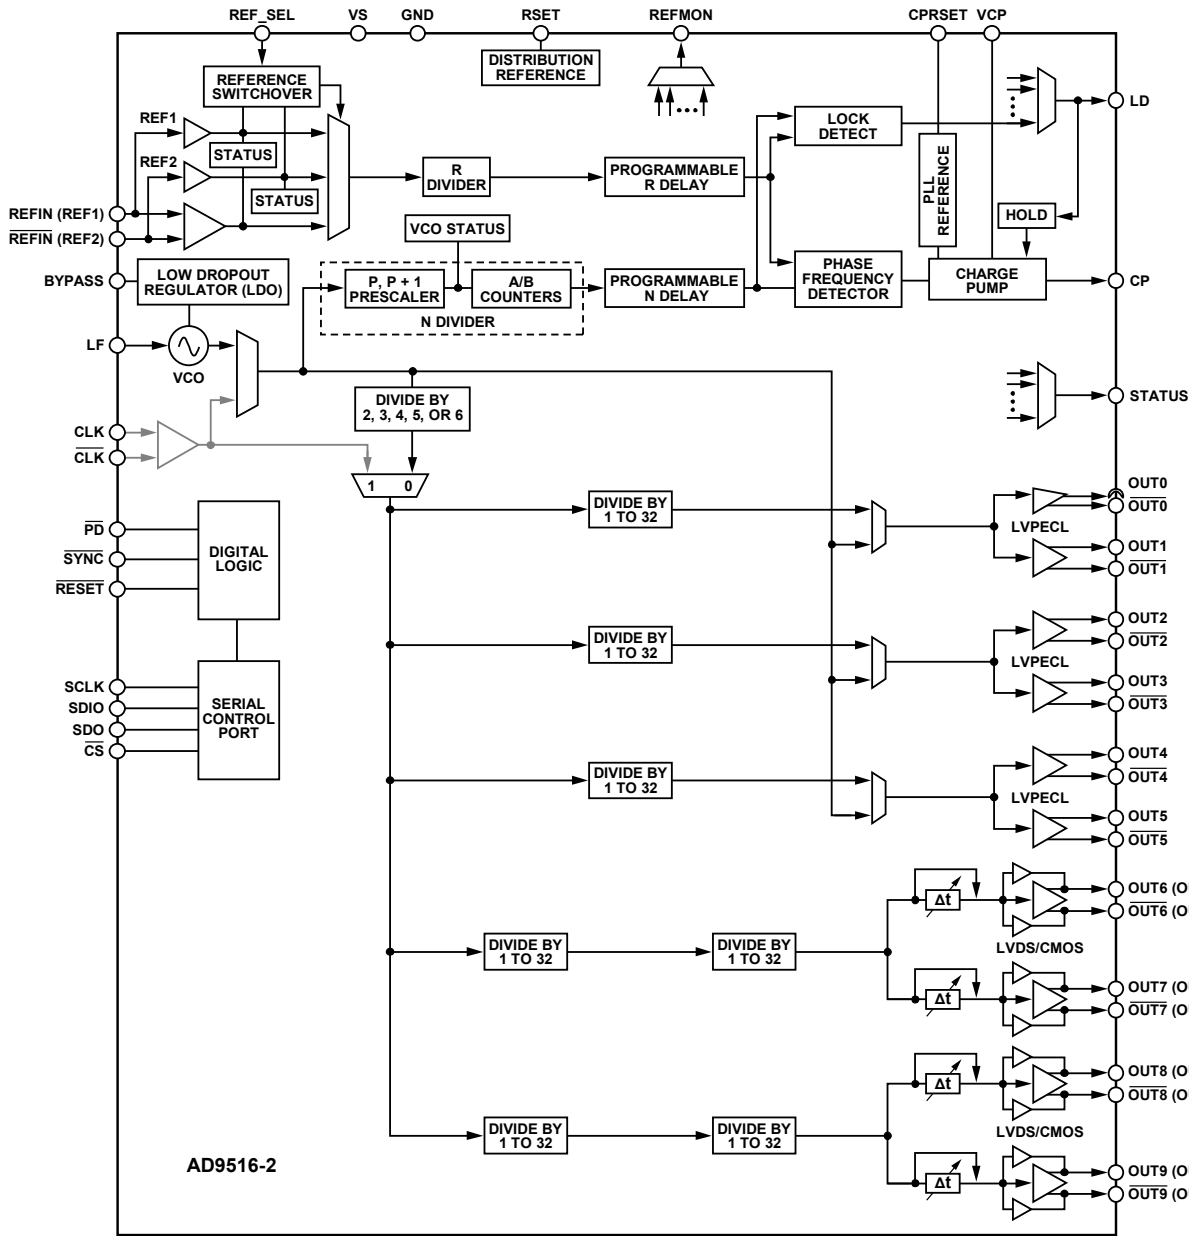 REF_SEL
VS
GND
RSET
REFMON
CPRSET
VCP
DISTRIBUTION
REFERENCE
REFERENCE
SWITCHOVER
REF1
STATUS
REF2
STATUS
REFIN (REF1)
REFIN (REF2)
R
DIVIDER
PROGRAMMABLE
R DELAY
LOCK
DETECT
LD
PLL
REFERENCE
HOLD
VCO STATUS
BYPASS
LOW DROPOUT
REGULATOR (LDO)
P, P + 1
PRESCALER
A/B
COUNTERS
N DIVIDER
PROGRAMMABLE
N DELAY
PHASE
FREQUENCY
DETECTOR
CHARGE
PUMP
CP
LF
VCO
DIVIDE BY
2, 3, 4, 5, OR 6
STATUS
CLK
CLK
1 0
PD
SYNC
RESET
DIGITAL
LOGIC
SCLK
SDIO
SDO
CS
SERIAL
CONTROL
PORT
DIVIDE BY
1 TO 32
LVPECL
OUT0
OUT0
OUT1
OUT1
DIVIDE BY
1 TO 32
LVPECL
OUT2
OUT2
OUT3
OUT3
DIVIDE BY
1 TO 32
LVPECL
OUT4
OUT4
OUT5
OUT5
DIVIDE BY
1 TO 32
DIVIDE BY
1 TO 32
Δt
Δt
LVDS/CMOS
OUT6 (O
OUT6 (O
OUT7 (O
OUT7 (O
DIVIDE BY
1 TO 32
DIVIDE BY
1 TO 32
Δt
Δt
LVDS/CMOS
OUT8 (O
OUT8 (O
OUT9 (O
OUT9 (O
AD9516-2